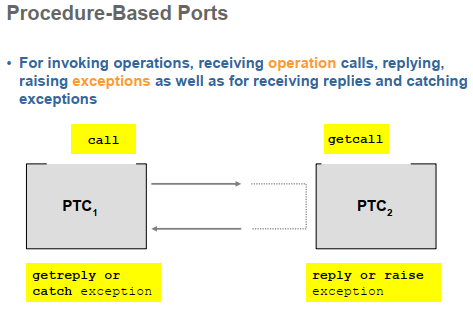 Procedure-Based Ports
• For invoking operations, receiving operation calls, replying,
raising exceptions as well as for receiving replies and catching
exceptions
call
getcall
PTC1
PTC2
getreply or
catch exception
reply or raise
exception